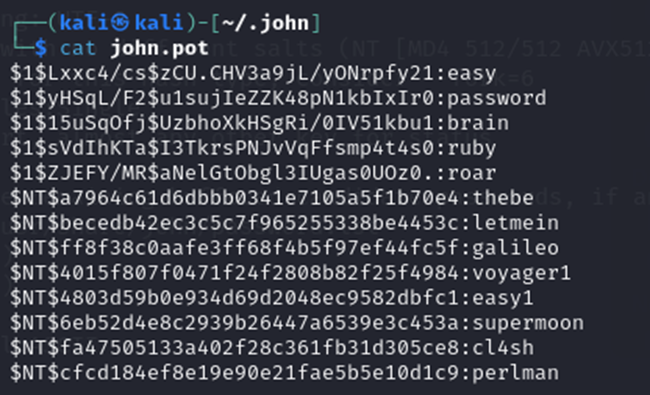 ┌──(kali㉿kali)-[~/.john]
└─$ cat john.pot
$1$Lxxc4/cs$zCU.CHV3a9jL/yONrpfy21:easy
$1$yHSqL/F2$u1sujIeZZK48pN1kbIxIr0:password
$1$15uSqOfj$UzbhoXkHSgRi/0IV51kbu1:brain
$1$sVdIhKTa$I3TkrsPNJvVqFfsmp4t4s0:ruby
$1$ZJEFY/MR$aNelGtObgl3IUgas0UOz0.:roar
$NT$a7964c61d6dbbb0341e7105a5f1b70e4:thebe
$NT$becedb42ec3c5c7f965255338be4453c:letmein
$NT$ff8f38c0aafe3ff68f4b5f97ef44fc5f:galileo
$NT$4015f807f0471f24f2808b82f25f4984:voyager1
$NT$4803d59b0e934d69d2048ec9582dbfc1:easy1
$NT$6eb52d4e8c2939b26447a6539e3c453a:supermoon
$NT$fa47505133a402f28c361fb31d305ce8:cl4sh
$NT$cfcd184ef8e19e90e21fae5b5e10d1c9:perlman